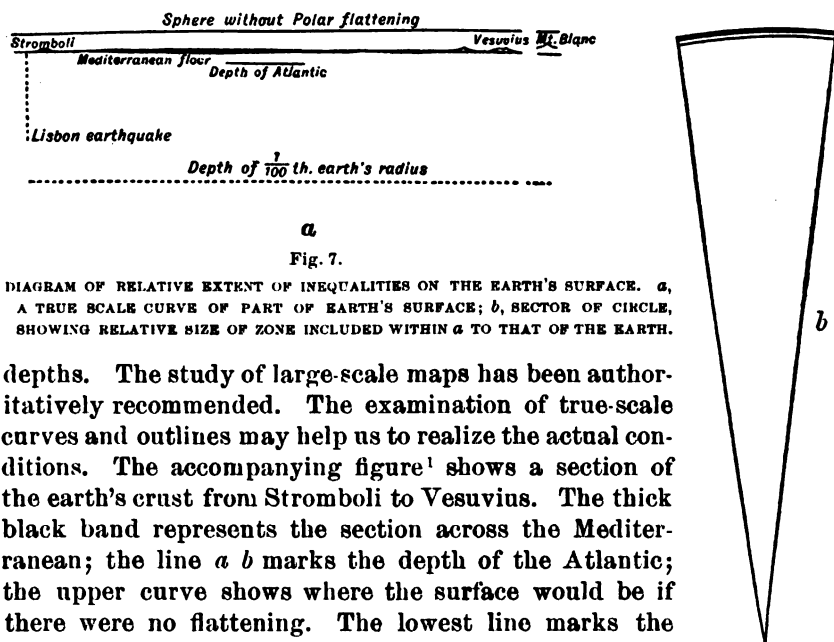 Sphere without Polar flattening
Stromboli Vesuvius Mt. Blanc
Mediterranean floor
Depth of Atlantic
Lisbon earthquake
Depth of 1/100 th. earth's radius
a
Fig. 7.
DIAGRAM OF RELATIVE EXTENT OF INEQUALITIES ON THE EARTH'S SURFACE. a,
A TRUE SCALE CURVE OF PART OF EARTH'S SURFACE; b, SECTOR OF CIRCLE,
SHOWING RELATIVE SIZE OF ZONE INCLUDED WITHIN a TO THAT OF THE EARTH.
b
depths. The study of large-scale maps has been author-
itatively recommended. The examination of true-scale
curves and outlines may help us to realize the actual con-
ditions. The accompanying figure¹ shows a section of
the earth's crust from Stromboli to Vesuvius. The thick
black band represents the section across the Mediter-
ranean; the line a b marks the depth of the Atlantic;
the upper curve shows where the surface would be if
there were no flattening. The lowest line marks the